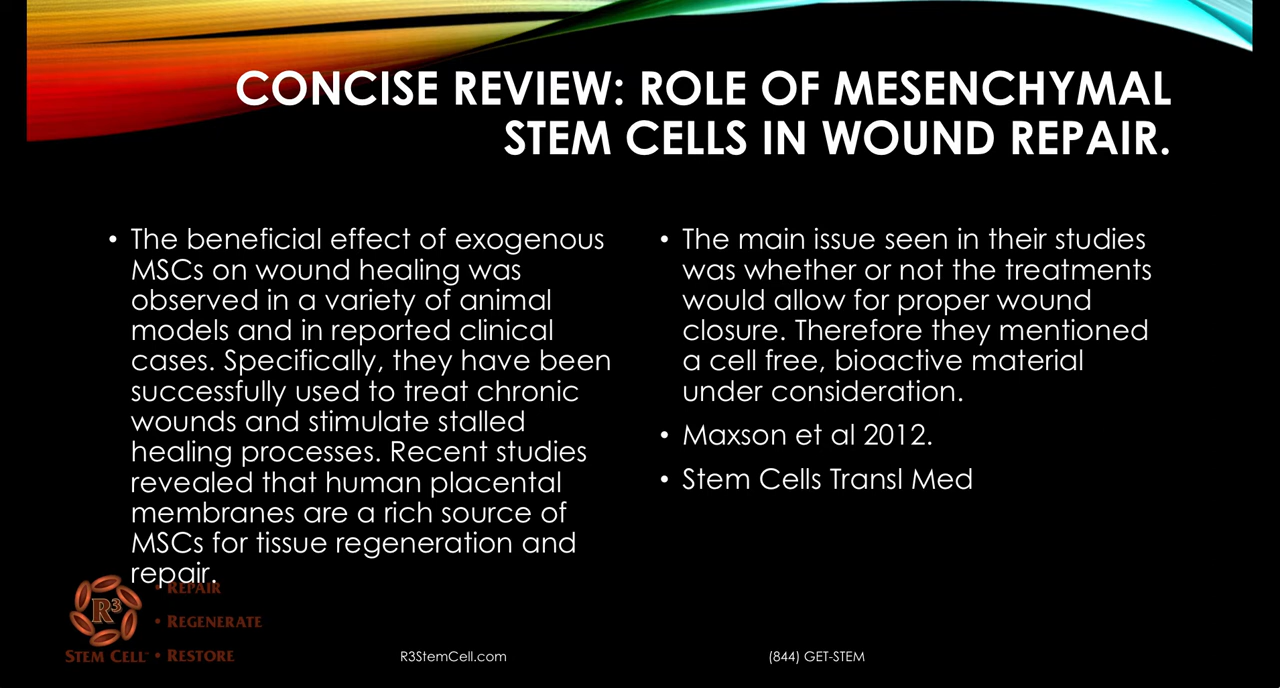 CONCISE REVIEW: ROLE OF MESENCHYMAL
STEM CELLS IN WOUND REPAIR.
• The beneficial effect of exogenous
MSCs on wound healing was
observed in a variety of animal
models and in reported clinical
cases. Specifically, they have been
successfully used to treat chronic
wounds and stimulate stalled
healing processes. Recent studies
revealed that human placental
membranes are a rich source of
MSCs for tissue regeneration and
repair.
• The main issue seen in their studies
was whether or not the treatments
would allow for proper wound
closure. Therefore they mentioned
a cell free, bioactive material
under consideration.
• Maxson et al 2012.
• Stem Cells Transl Med
R3
STEM CELL™
• REPAIR
• REGENERATE
• RESTORE
R3StemCell.com
(844) GET-STEM